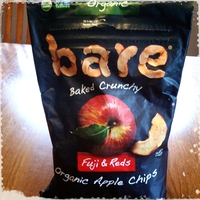 Organic
bare
Baked Crunchy
Fuji & Reds
Organic Apple Chips